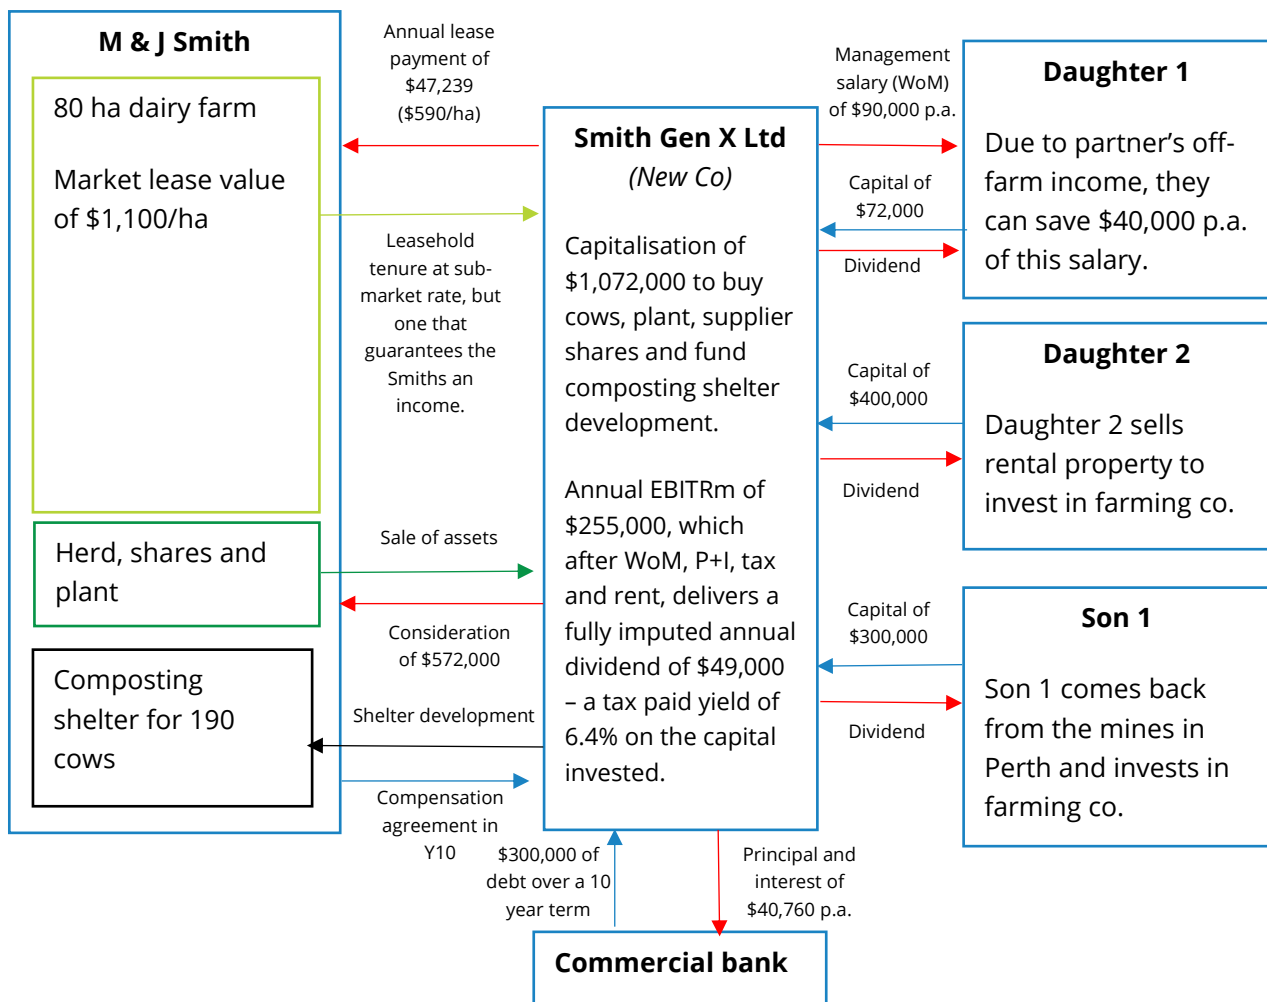 M & J Smith
80 ha dairy farm
Market lease value
of $1,100/ha
Herd, shares and
plant
Composting
shelter for 190
cows
Annual lease
payment of
$47,239
($590/ha)
Leasehold
tenure at sub-
market rate, but
one that
guarantees the
Smiths an
income.
Sale of assets
Consideration
of $572,000
Shelter development
Compensation
agreement in
Y10
Smith Gen X Ltd
(New Co)
Capitalisation of
$1,072,000 to buy
cows, plant, supplier
shares and fund
composting shelter
development.
Annual EBITRm of
$255,000, which
after WoM, P+I, tax
and rent, delivers a
fully imputed annual
dividend of $49,000
– a tax paid yield of
6.4% on the capital
invested.
Management
salary (WoM)
of $90,000 p.a.
Capital of
$72,000
Dividend
Daughter 1
Due to partner’s off-
farm income, they
can save $40,000 p.a.
of this salary.
Capital of
$400,000
Dividend
Daughter 2
Daughter 2 sells
rental property to
invest in farming co.
Capital of
$300,000
Dividend
Son 1
Son 1 comes back
from the mines in
Perth and invests in
farming co.
$300,000 of
debt over a 10
year term
Principal and
interest of
$40,760 p.a.
Commercial bank